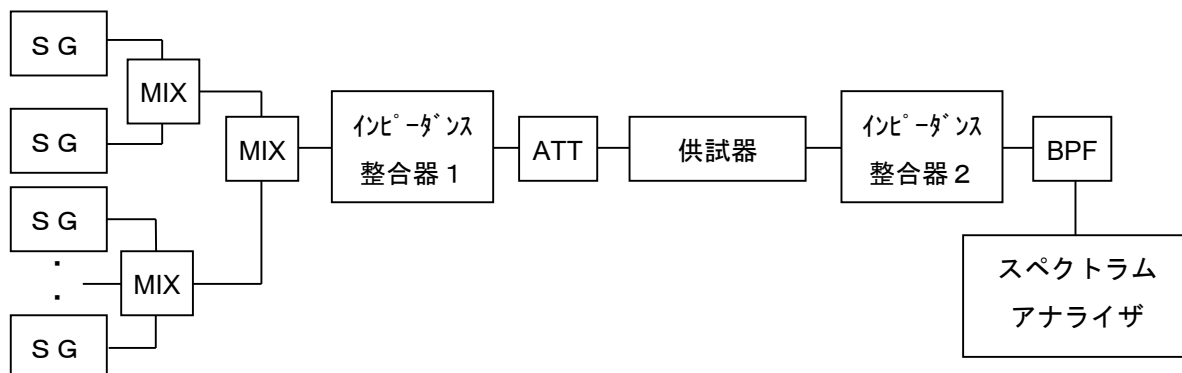 ＳＧ
MIX
ＳＧ
MIX
ｲﾝﾋﾟｰﾀﾞﾝｽ
整合器１
ATT
供試器
ｲﾝﾋﾟｰﾀﾞﾝｽ
整合器２
BPF
ＳＧ
・
・
MIX
ＳＧ
スペクトラム
アナライザ